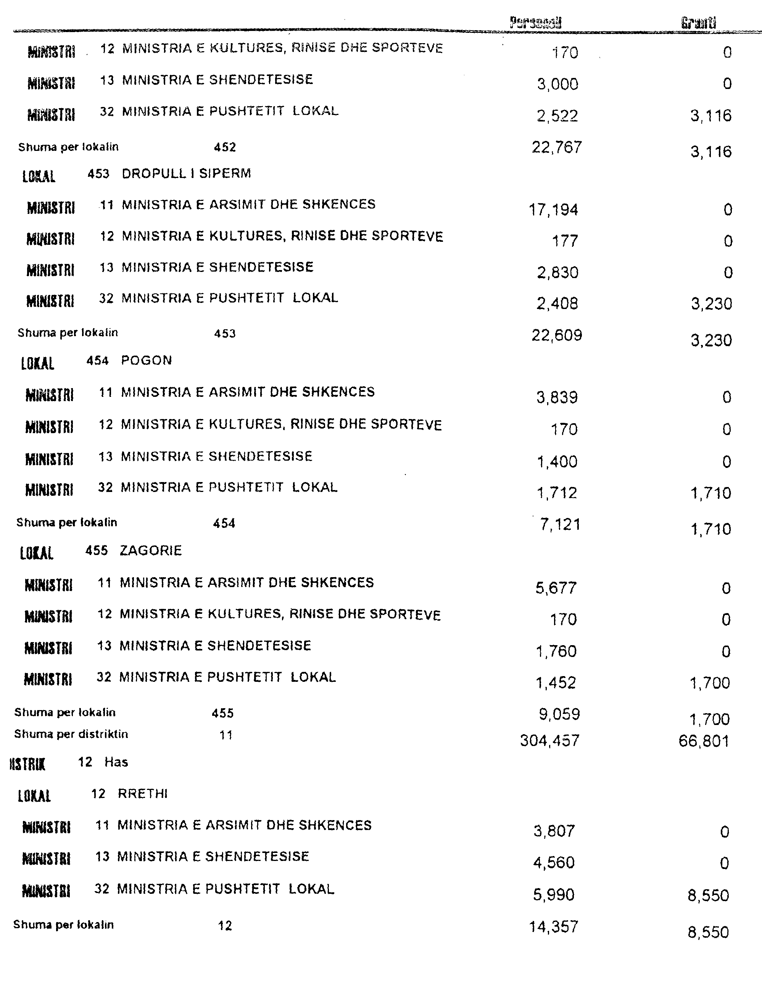 Personeli Granti
MINISTRI 12 MINISTRIA E KULTURES, RINISE DHE SPORTEVE 170 0
MINISTRI 13 MINISTRIA E SHENDETESISE 3,000 0
MINISTRI 32 MINISTRIA E PUSHTETIT LOKAL 2,522 3,116
Shuma per lokalin 452 22,767 3,116
LOKAL 453 DROPULL I SIPERM
MINISTRI 11 MINISTRIA E ARSIMIT DHE SHKENCES 17,194 0
MINISTRI 12 MINISTRIA E KULTURES, RINISE DHE SPORTEVE 177 0
MINISTRI 13 MINISTRIA E SHENDETESISE 2,830 0
MINISTRI 32 MINISTRIA E PUSHTETIT LOKAL 2,408 3,230
Shuma per lokalin 453 22,609 3,230
LOKAL 454 POGON
MINISTRI 11 MINISTRIA E ARSIMIT DHE SHKENCES 3,839 0
MINISTRI 12 MINISTRIA E KULTURES, RINISE DHE SPORTEVE 170 0
MINISTRI 13 MINISTRIA E SHENDETESISE 1,400 0
MINISTRI 32 MINISTRIA E PUSHTETIT LOKAL 1,712 1,710
Shuma per lokalin 454 7,121 1,710
LOKAL 455 ZAGORIE
MINISTRI 11 MINISTRIA E ARSIMIT DHE SHKENCES 5,677 0
MINISTRI 12 MINISTRIA E KULTURES, RINISE DHE SPORTEVE 170 0
MINISTRI 13 MINISTRIA E SHENDETESISE 1,760 0
MINISTRI 32 MINISTRIA E PUSHTETIT LOKAL 1,452 1,700
Shuma per lokalin 455 9,059 1,700
Shuma per distriktin 11 304,457 66,801
ISTRIK 12 Has
LOKAL 12 RRETHI
MINISTRI 11 MINISTRIA E ARSIMIT DHE SHKENCES 3,807 0
MINISTRI 13 MINISTRIA E SHENDETESISE 4,560 0
MINISTRI 32 MINISTRIA E PUSHTETIT LOKAL 5,990 8,550
Shuma per lokalin 12 14,357 8,550